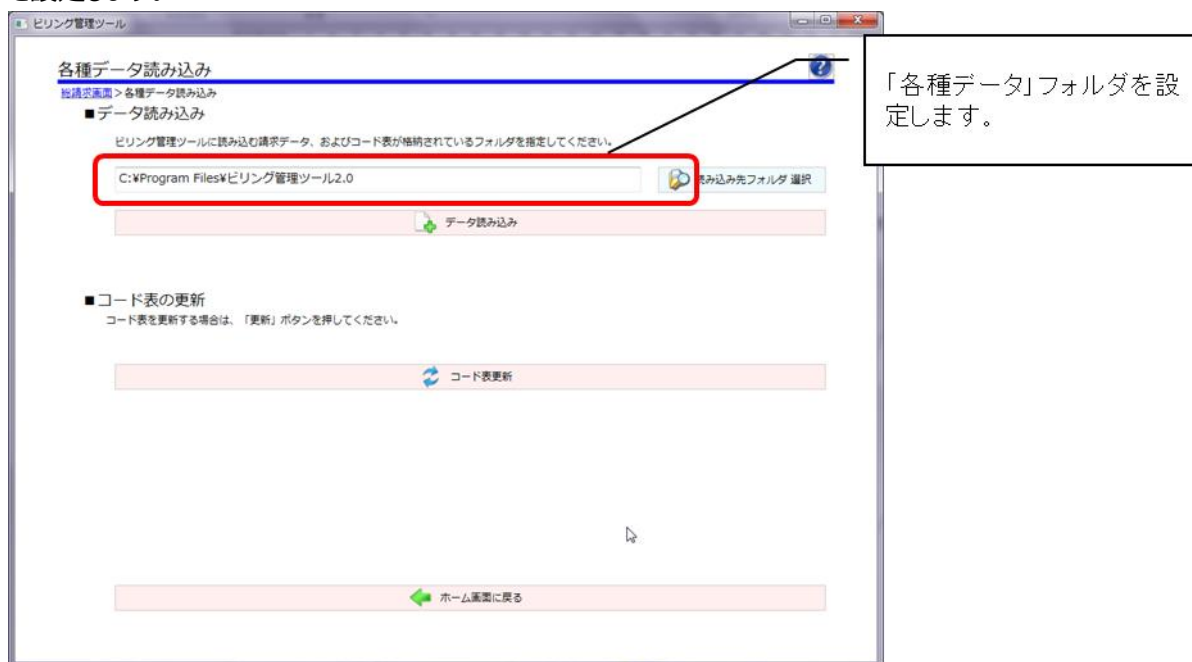 を設定します。
ビリング管理ツール
各種データ読み込み
総請求画面>各種データ読み込み
■データ読み込み
ビリング管理ツールに読み込む請求データ、およびコード表が格納されているフォルダを指定してください。
C:¥Program Files¥ビリング管理ツール2.0
読み込み先フォルダ 選択
データ読み込み
■コード表の更新
コード表を更新する場合は、「更新」ボタンを押してください。
コード表更新
ホーム画面に戻る
「各種データ」フォルダを設
定します。